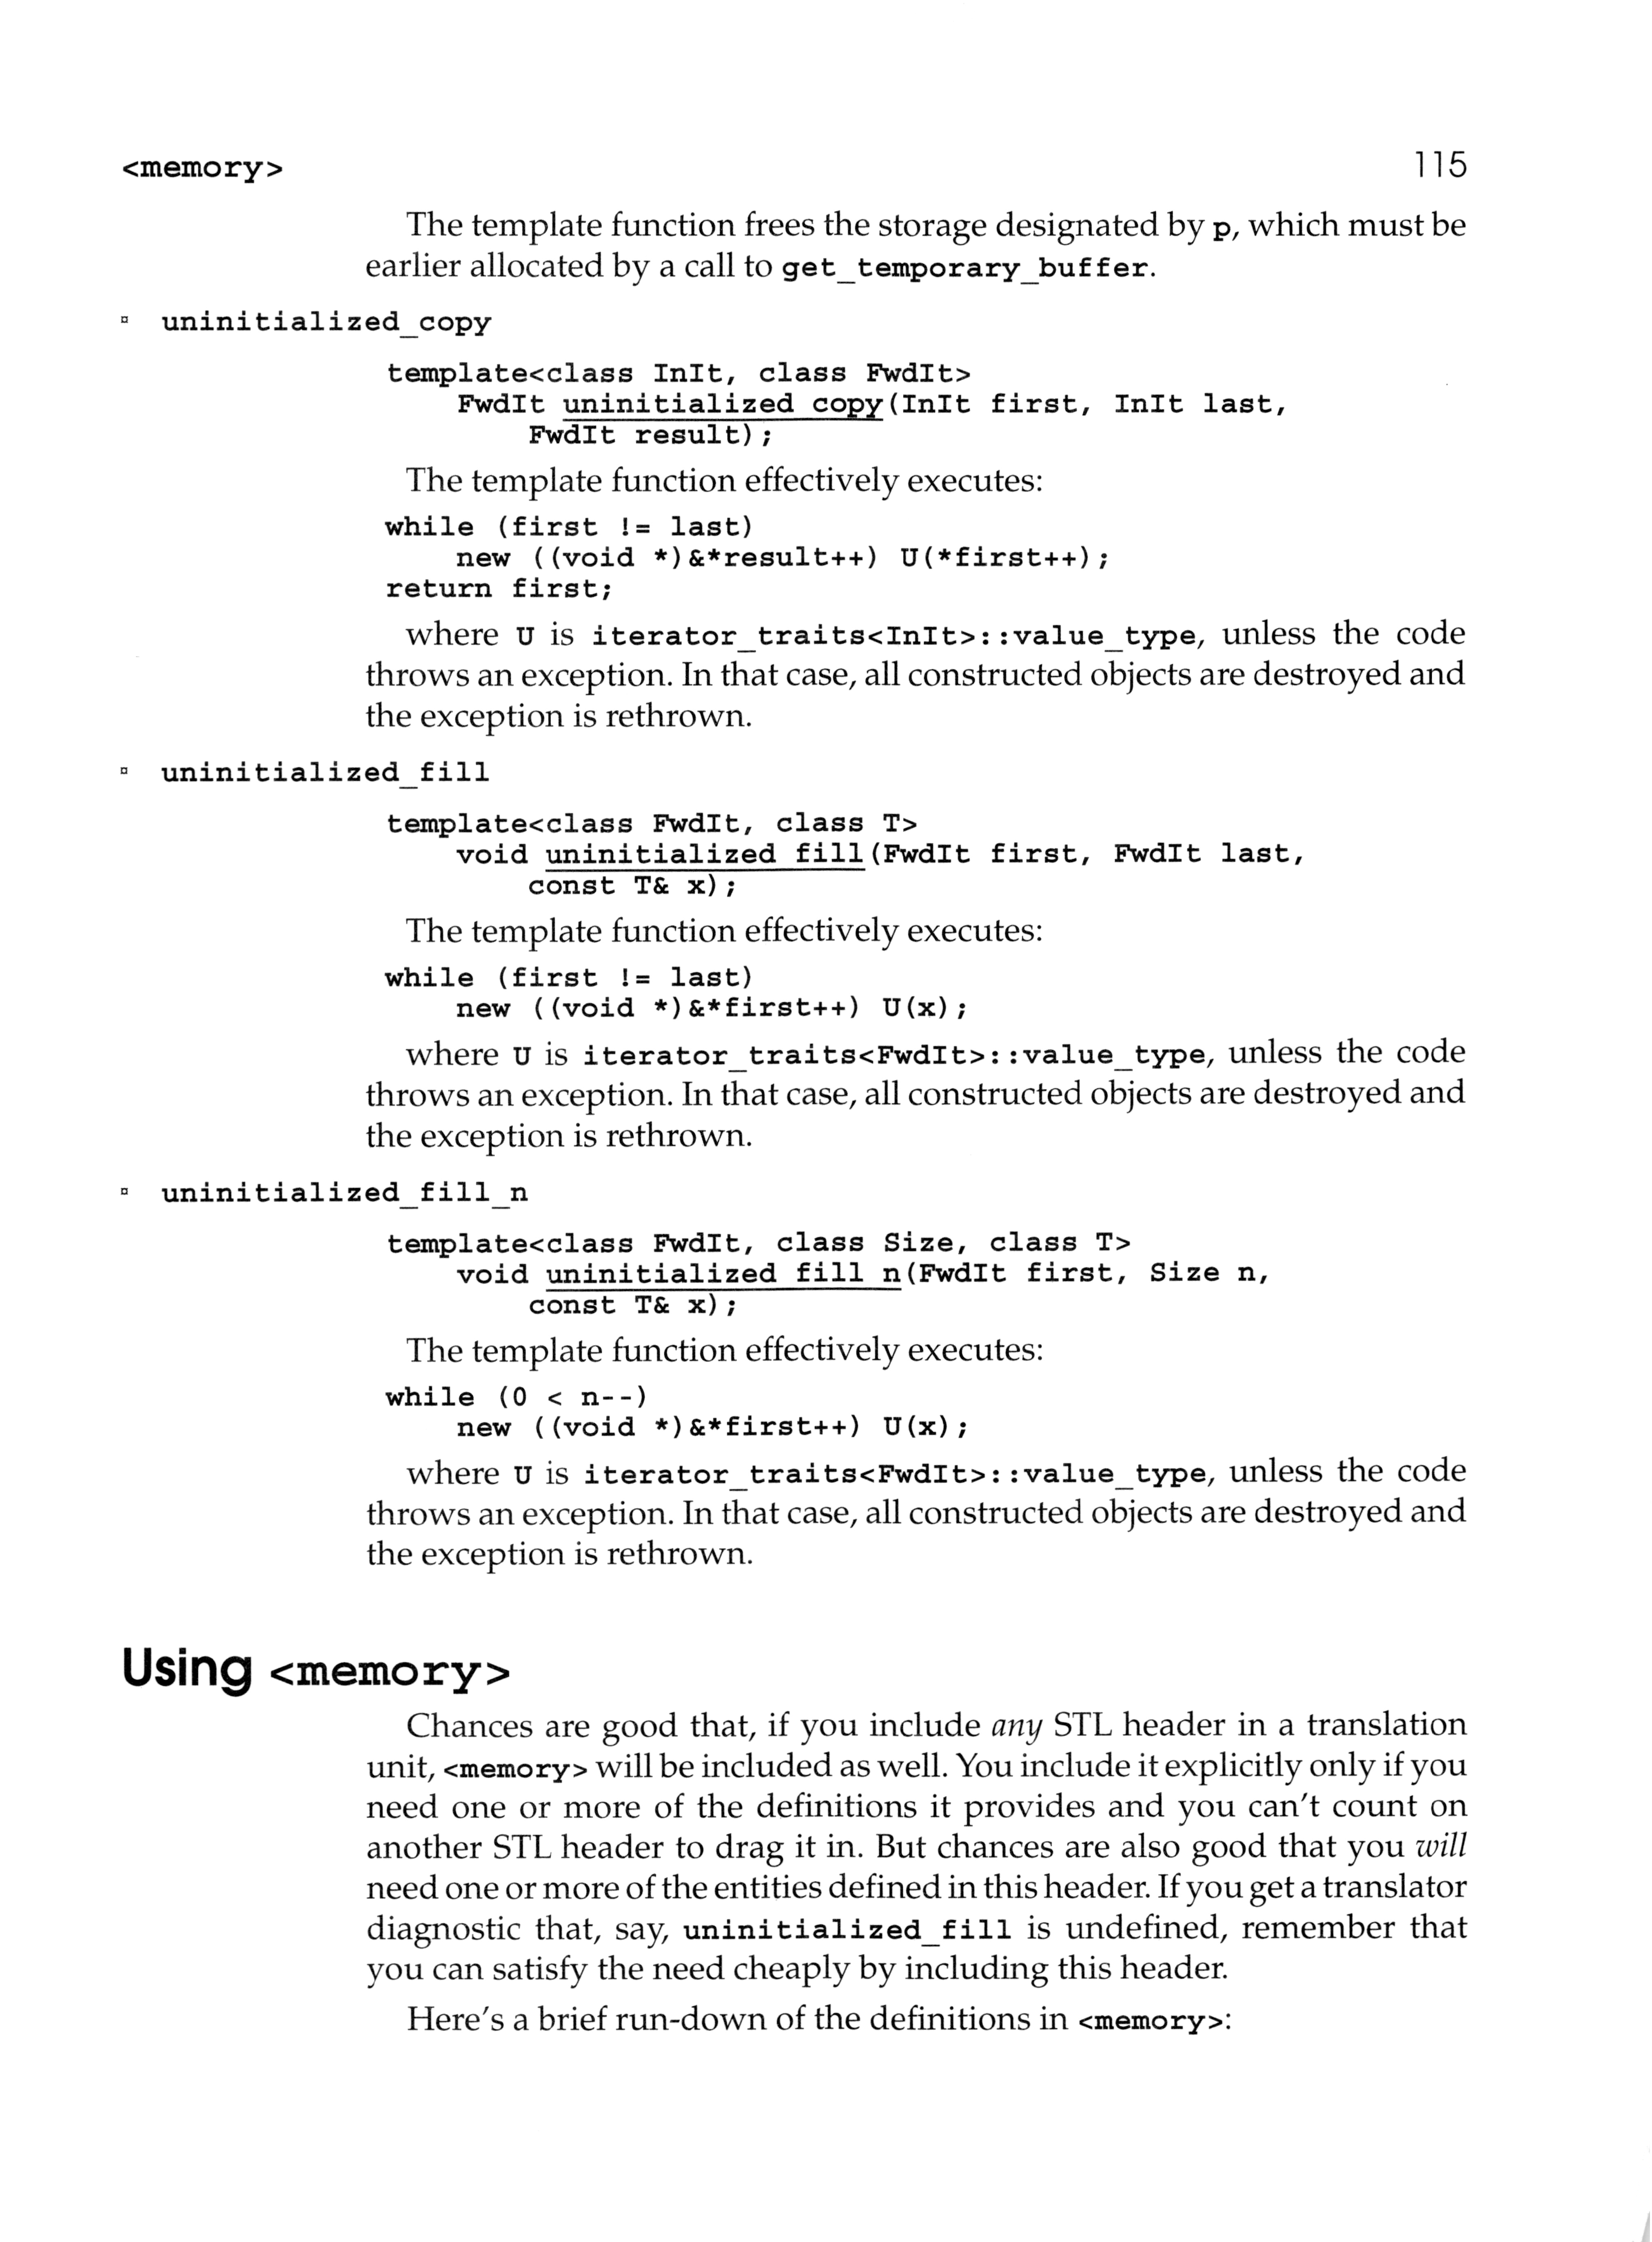 <memory> 115
The template function frees the storage designated by p, which must be
earlier allocated by a call to get_temporary_buffer.
¤ uninitialized_copy
template<class InIt, class FwdIt>
    FwdIt uninitialized_copy(InIt first, InIt last,
        FwdIt result);
The template function effectively executes:
while (first != last)
    new ((void *)&*result++) U(*first++);
return first;
where U is iterator_traits<InIt>::value_type, unless the code
throws an exception. In that case, all constructed objects are destroyed and
the exception is rethrown.
¤ uninitialized_fill
template<class FwdIt, class T>
    void uninitialized_fill(FwdIt first, FwdIt last,
        const T& x);
The template function effectively executes:
while (first != last)
    new ((void *)&*first++) U(x);
where U is iterator_traits<FwdIt>::value_type, unless the code
throws an exception. In that case, all constructed objects are destroyed and
the exception is rethrown.
¤ uninitialized_fill_n
template<class FwdIt, class Size, class T>
    void uninitialized_fill_n(FwdIt first, Size n,
        const T& x);
The template function effectively executes:
while (0 < n--)
    new ((void *)&*first++) U(x);
where U is iterator_traits<FwdIt>::value_type, unless the code
throws an exception. In that case, all constructed objects are destroyed and
the exception is rethrown.
Using <memory>
Chances are good that, if you include any STL header in a translation
unit, <memory> will be included as well. You include it explicitly only if you
need one or more of the definitions it provides and you can't count on
another STL header to drag it in. But chances are also good that you will
need one or more of the entities defined in this header. If you get a translator
diagnostic that, say, uninitialized_fill is undefined, remember that
you can satisfy the need cheaply by including this header.
Here's a brief run-down of the definitions in <memory>: